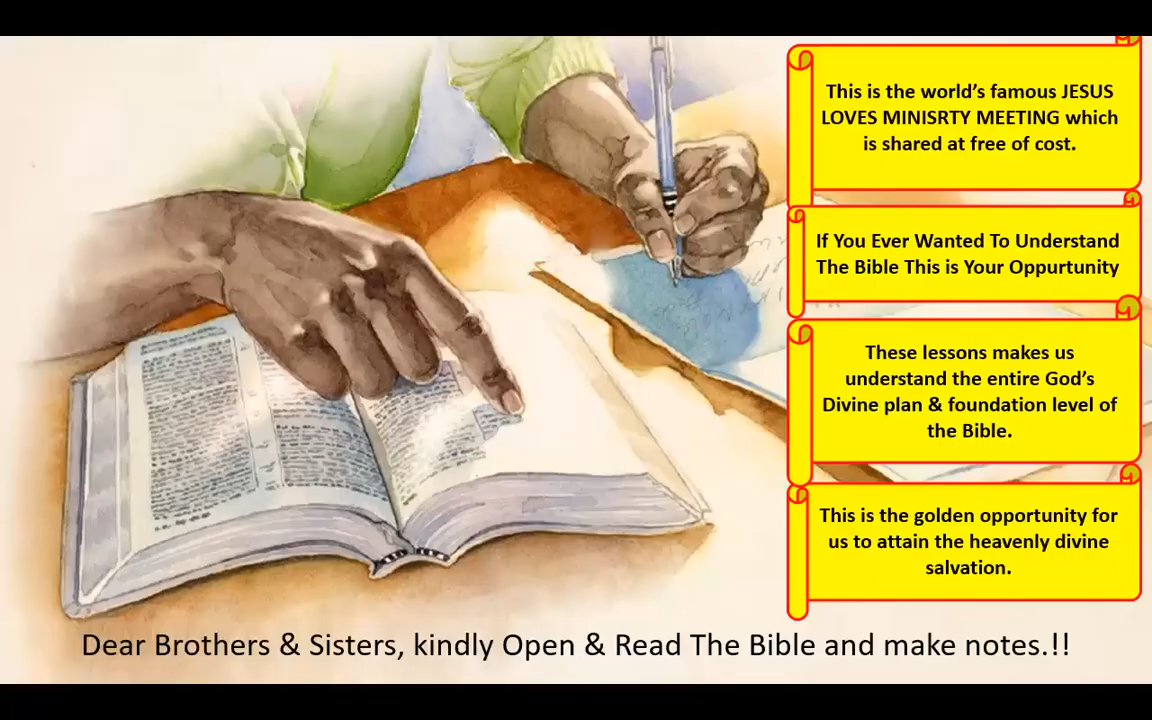 This is the world's famous JESUS
LOVES MINISRTY MEETING which
is shared at free of cost.
If You Ever Wanted To Understand
The Bible This is Your Oppurtunity
These lessons makes us
understand the entire God's
Divine plan & foundation level of
the Bible.
This is the golden opportunity for
us to attain the heavenly divine
salvation.
Dear Brothers & Sisters, kindly Open & Read The Bible and make notes.!!